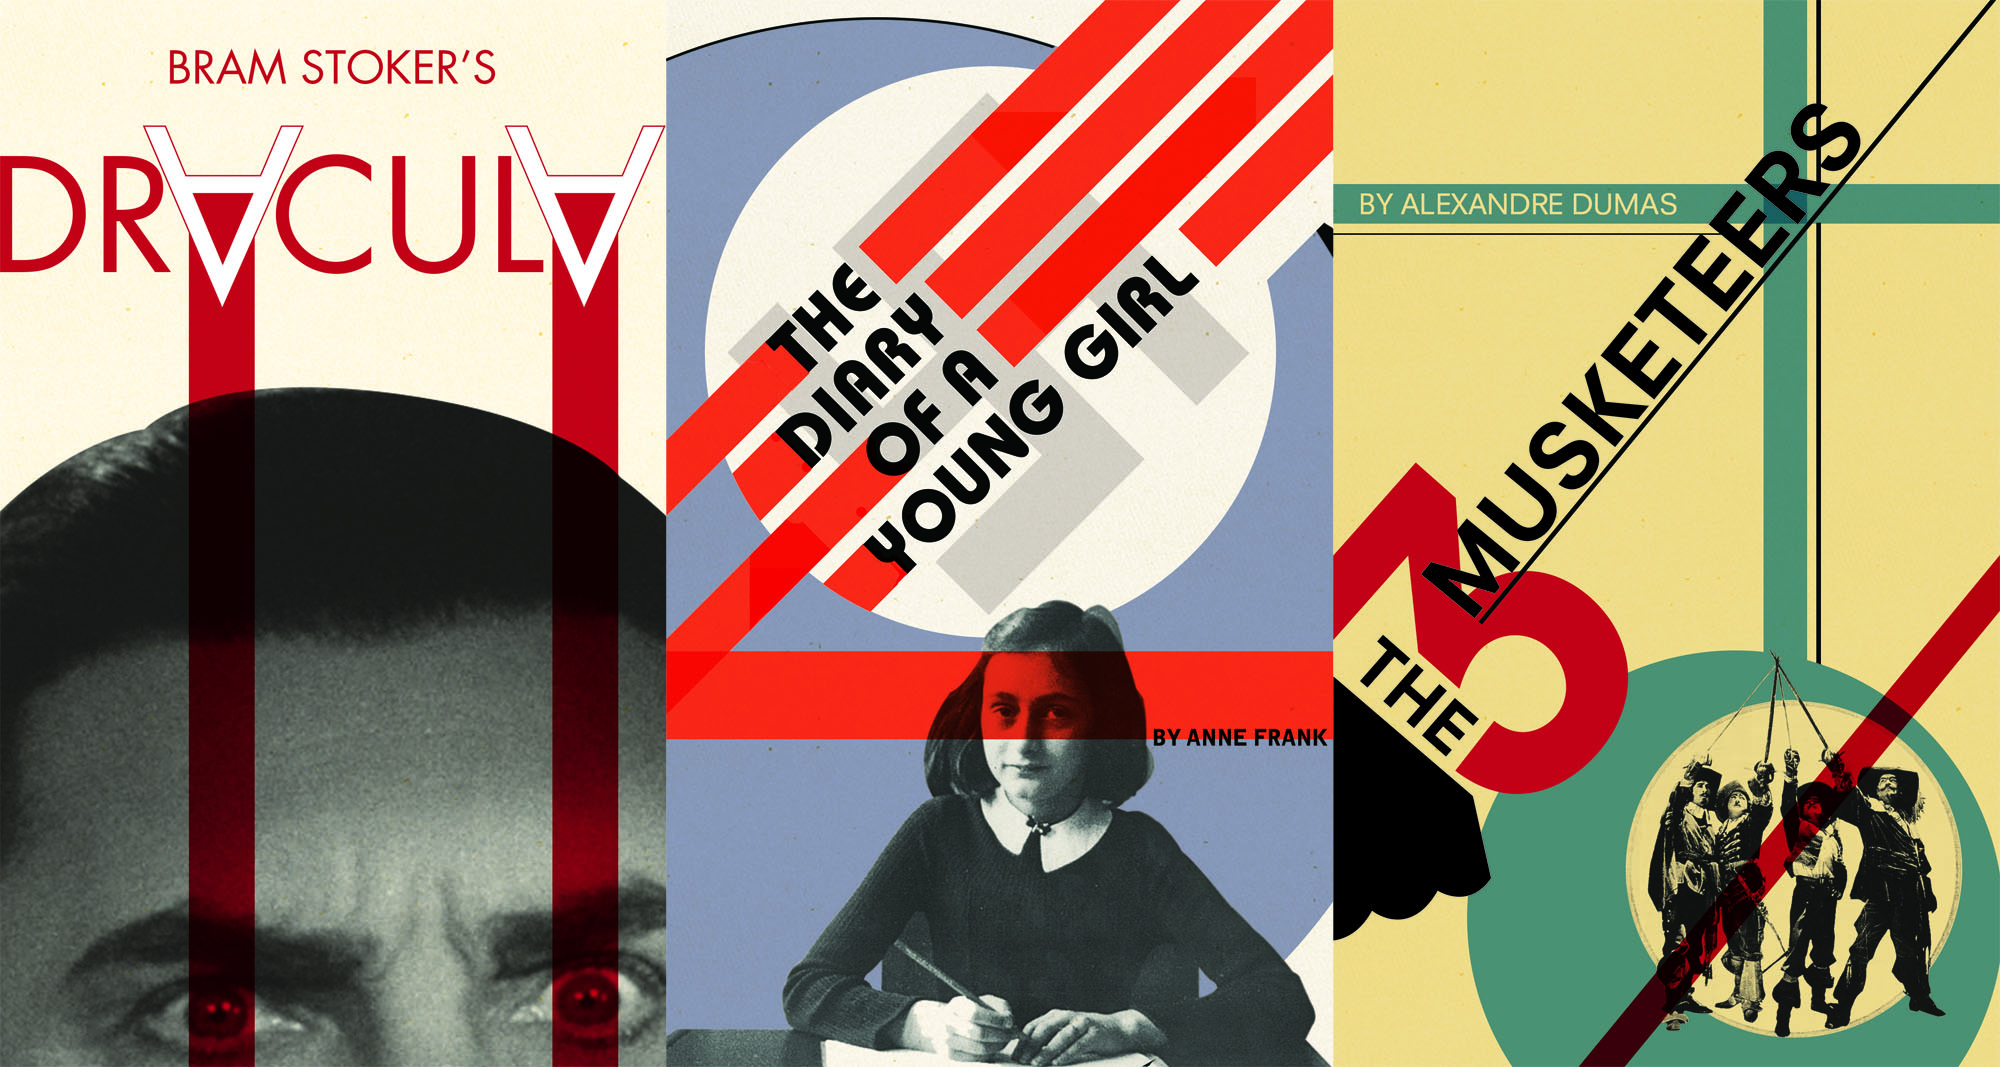 BRAM STOKER'S
DRACULA
THE
DIARY
OF A
YOUNG GIRL
BY ANNE FRANK
BY ALEXANDRE DUMAS
THE
3
MUSKETEERS